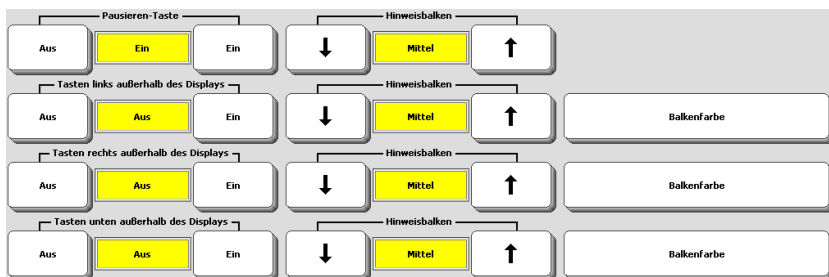 Pausieren-Taste Hinweisbalken
Aus Ein Ein Mittel
Tasten links außerhalb des Displays Hinweisbalken
Aus Aus Ein Mittel Balkenfarbe
Tasten rechts außerhalb des Displays Hinweisbalken
Aus Aus Ein Mittel Balkenfarbe
Tasten unten außerhalb des Displays Hinweisbalken
Aus Aus Ein Mittel Balkenfarbe